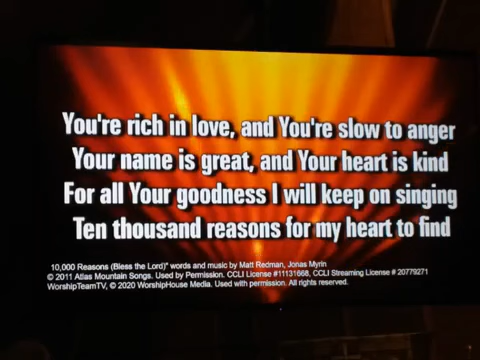 You're rich in love, and You're slow to anger
Your name is great, and Your heart is kind
For all Your goodness I will keep on singing
Ten thousand reasons for my heart to find
10,000 Reasons (Bless the Lord)" words and music by Matt Redman, Jonas Myrin
© 2011 Atlas Mountain Songs. Used by Permission. CCLI License #11131668, CCLI Streaming License # 20779271
WorshipTeamTV, © 2020 WorshipHouse Media. Used with permission. All rights reserved.